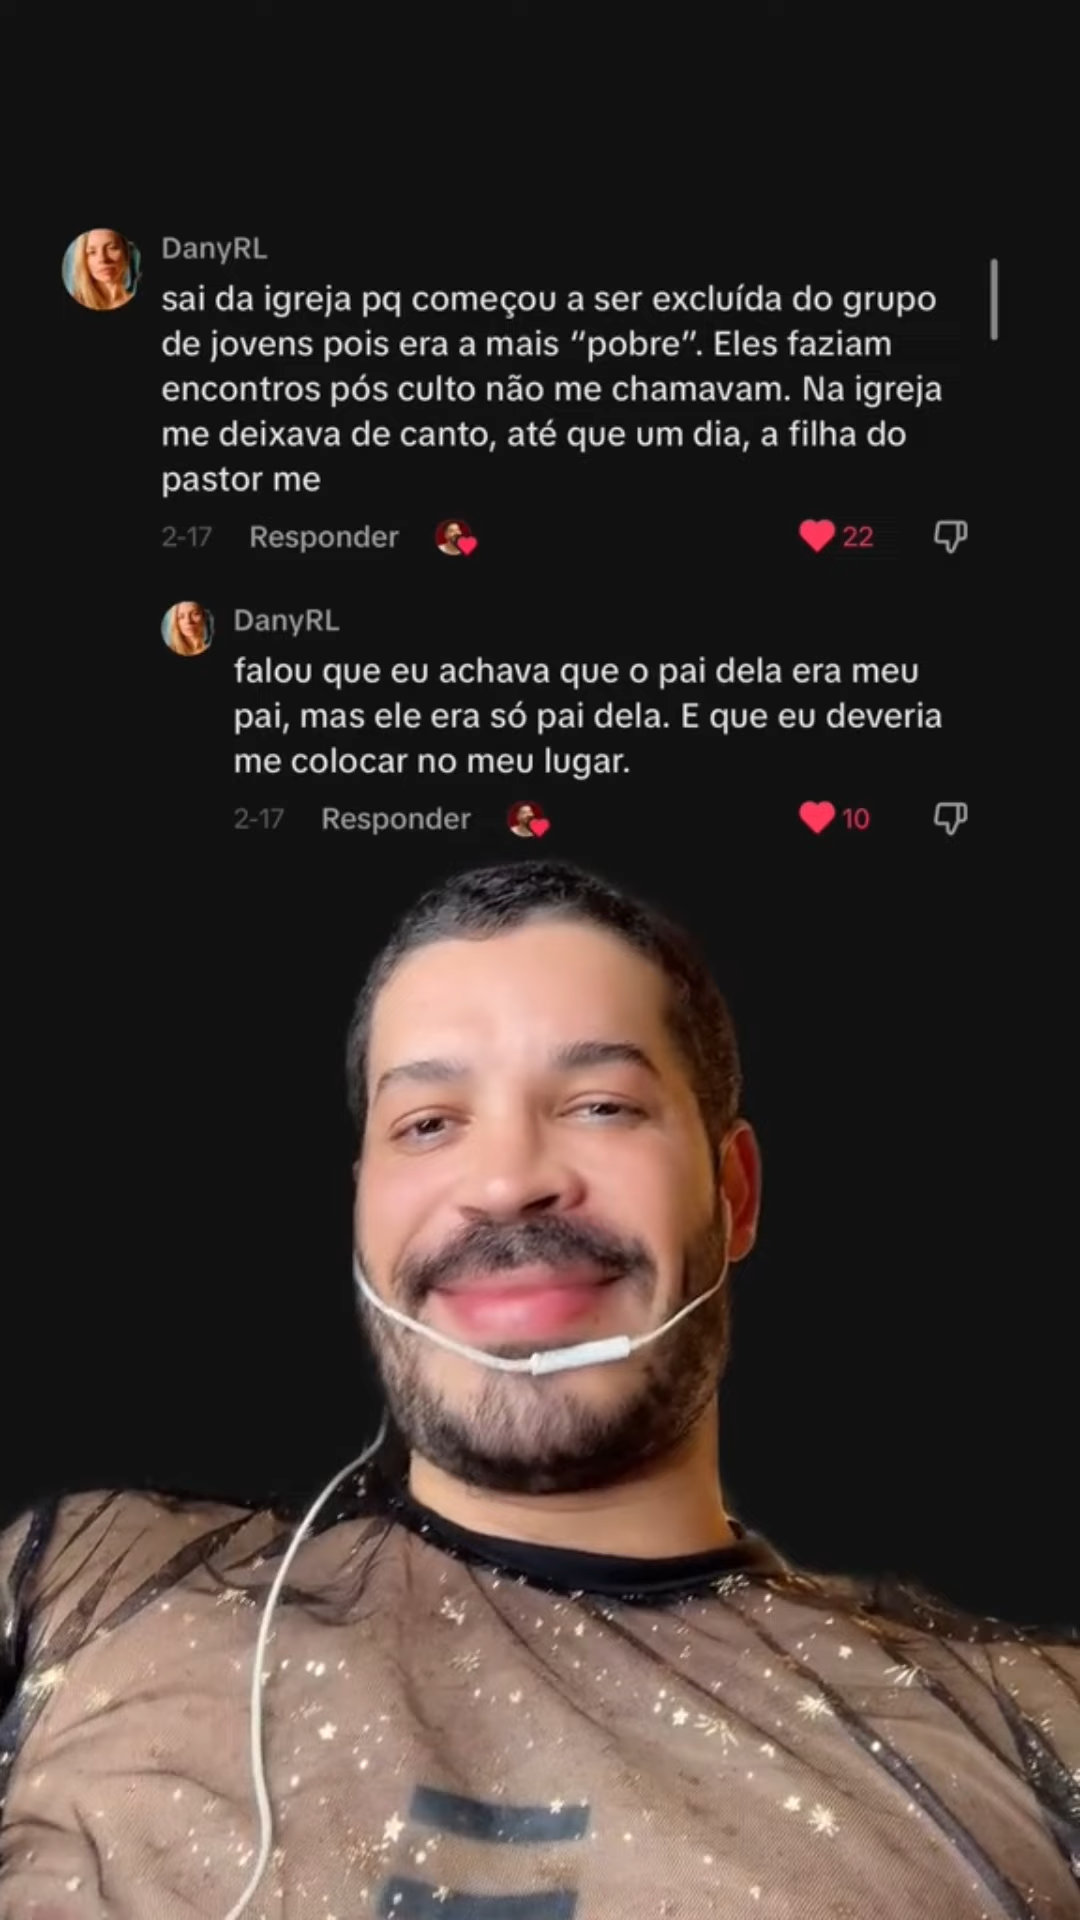 DanyRL
sai da igreja pq começou a ser excluída do grupo
de jovens pois era a mais “pobre”. Eles faziam
encontros pós culto não me chamavam. Na igreja
me deixava de canto, até que um dia, a filha do
pastor me
2-17 Responder 22
DanyRL
falou que eu achava que o pai dela era meu
pai, mas ele era só pai dela. E que eu deveria
me colocar no meu lugar.
2-17 Responder 10